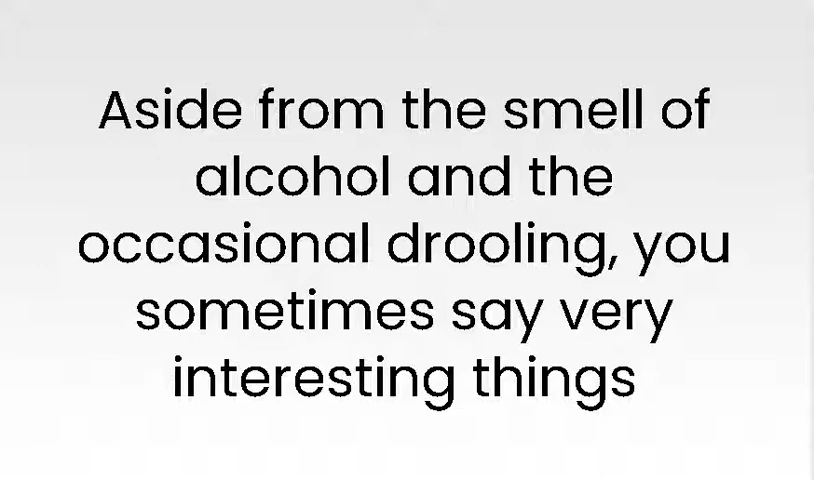 Aside from the smell of
alcohol and the
occasional drooling, you
sometimes say very
interesting things